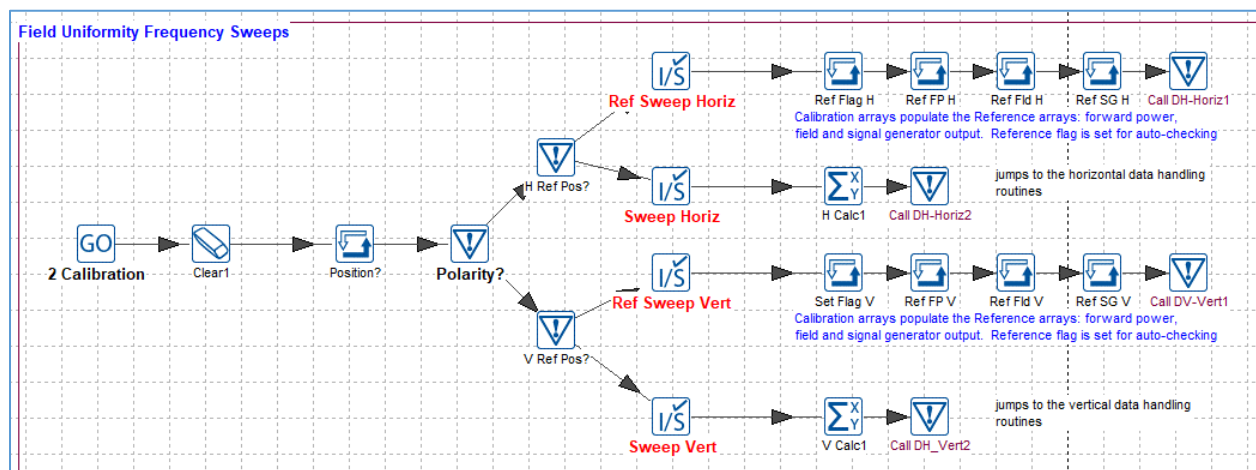 Field Uniformity Frequency Sweeps
I/S
Ref Sweep Horiz
Ref Flag H
Ref FP H
Ref Fld H
Ref SG H
Call DH-Horiz1
Calibration arrays populate the Reference arrays: forward power,
field and signal generator output.  Reference flag is set for auto-checking
H Ref Pos?
I/S
Sweep Horiz
Σ X Y
H Calc1
Call DH-Horiz2
jumps to the horizontal data handling
routines
GO
2 Calibration
Clear1
Position?
Polarity?
I/S
Ref Sweep Vert
Set Flag V
Ref FP V
Ref Fld V
Ref SG V
Call DV-Vert1
Calibration arrays populate the Reference arrays: forward power,
field and signal generator output.  Reference flag is set for auto-checking
V Ref Pos?
I/S
Sweep Vert
Σ X Y
V Calc1
Call DH_Vert2
jumps to the vertical data handling
routines